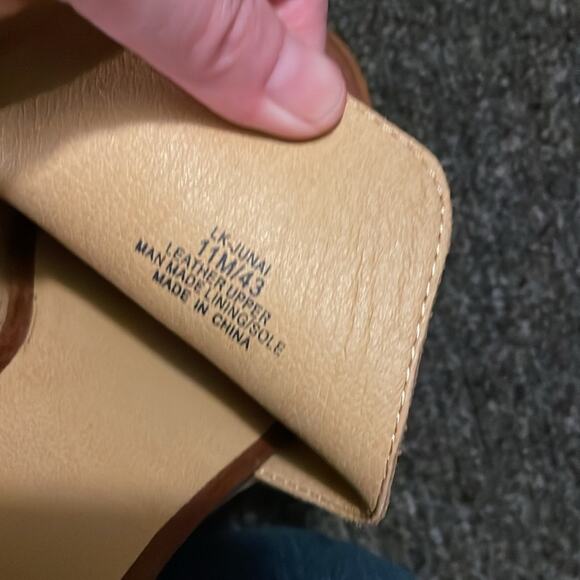 LK-JUNAI
11M/43
LEATHER UPPER
MAN MADE LINING/SOLE
MADE IN CHINA